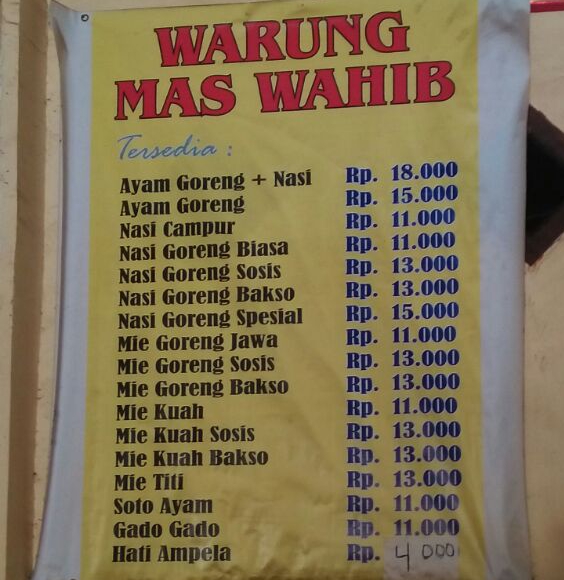 WARUNG
MAS WAHIB
Tersedia :
Ayam Goreng + Nasi Rp. 18.000
Ayam Goreng Rp. 15.000
Nasi Campur Rp. 11.000
Nasi Goreng Biasa Rp. 11.000
Nasi Goreng Sosis Rp. 13.000
Nasi Goreng Bakso Rp. 13.000
Nasi Goreng Spesial Rp. 15.000
Mie Goreng Jawa Rp. 11.000
Mie Goreng Sosis Rp. 13.000
Mie Goreng Bakso Rp. 13.000
Mie Kuah Rp. 11.000
Mie Kuah Sosis Rp. 13.000
Mie Kuah Bakso Rp. 13.000
Mie Titi Rp. 13.000
Soto Ayam Rp. 11.000
Gado Gado Rp. 11.000
Hati Ampela Rp. 4 000